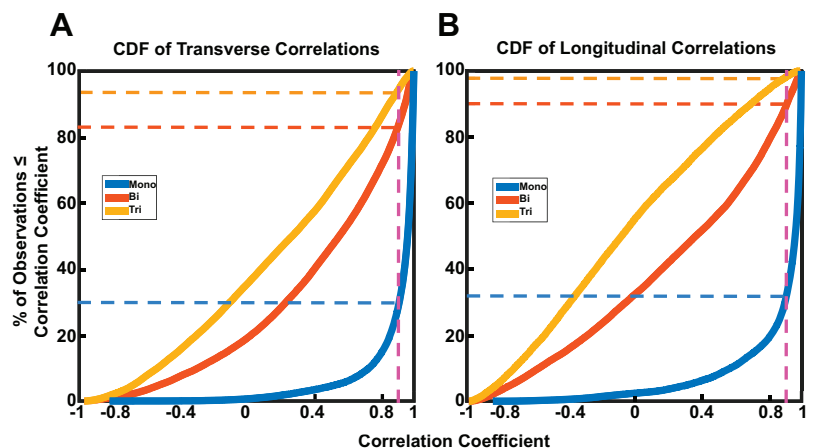 A
B
CDF of Transverse Correlations
CDF of Longitudinal Correlations
% of Observations ≤
Correlation Coefficient
100
80
60
40
20
0
Mono
Bi
Tri
-1
-0.8
-0.4
0
0.4
0.8
1
100
80
60
40
20
0
Mono
Bi
Tri
-1
-0.8
-0.4
0
0.4
0.8
1
Correlation Coefficient